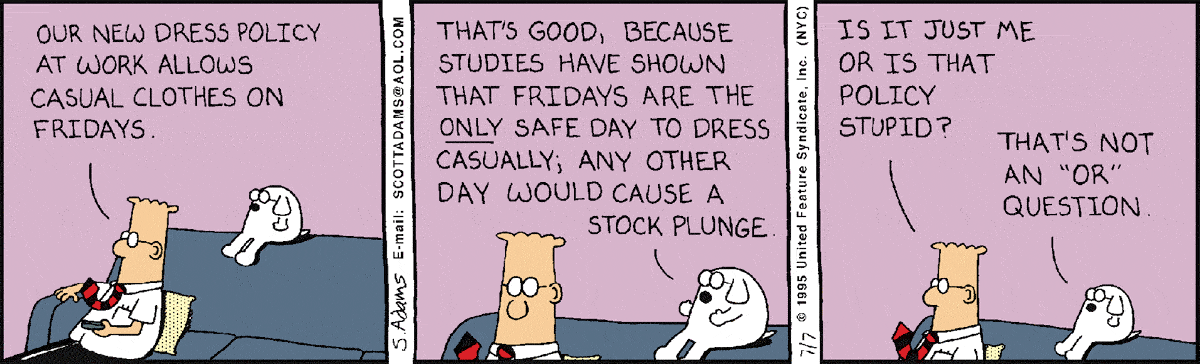 OUR NEW DRESS POLICY
AT WORK ALLOWS
CASUAL CLOTHES ON
FRIDAYS.
S. Adams E-mail: SCOTTADAMS@AOL.COM
THAT'S GOOD, BECAUSE
STUDIES HAVE SHOWN
THAT FRIDAYS ARE THE
ONLY SAFE DAY TO DRESS
CASUALLY; ANY OTHER
DAY WOULD CAUSE A
STOCK PLUNGE.
7/7 © 1995 United Feature Syndicate, Inc. (NYC)
IS IT JUST ME
OR IS THAT
POLICY
STUPID?
THAT'S NOT
AN "OR"
QUESTION.